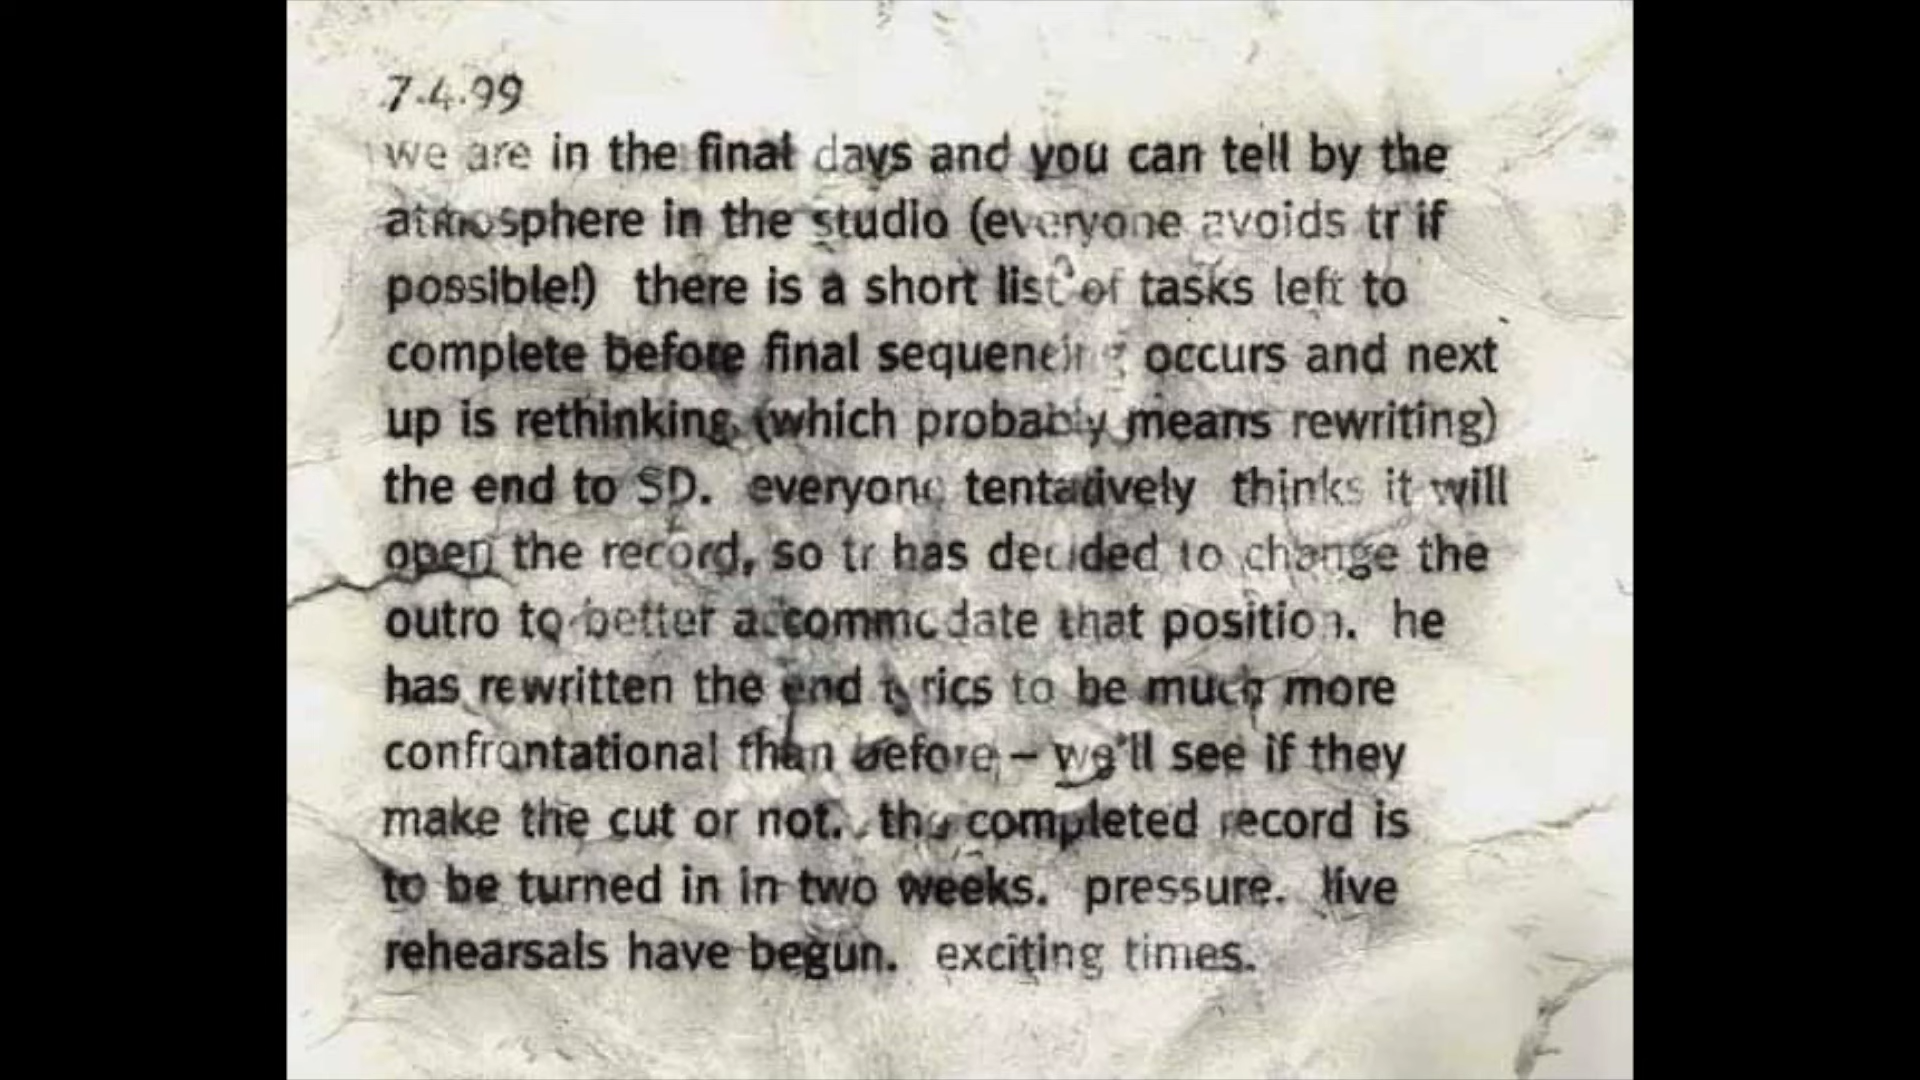 7.4.99
we are in the final days and you can tell by the
atmosphere in the studio (everyone avoids tr if
possible!) there is a short list of tasks left to
complete before final sequencing occurs and next
up is rethinking (which probably means rewriting)
the end to SD. everyone tentatively thinks it will
open the record, so tr has decided to change the
outro to better accommodate that position. he
has rewritten the end lyrics to be much more
confrontational than before – we'll see if they
make the cut or not. the completed record is
to be turned in in two weeks. pressure. live
rehearsals have begun. exciting times.